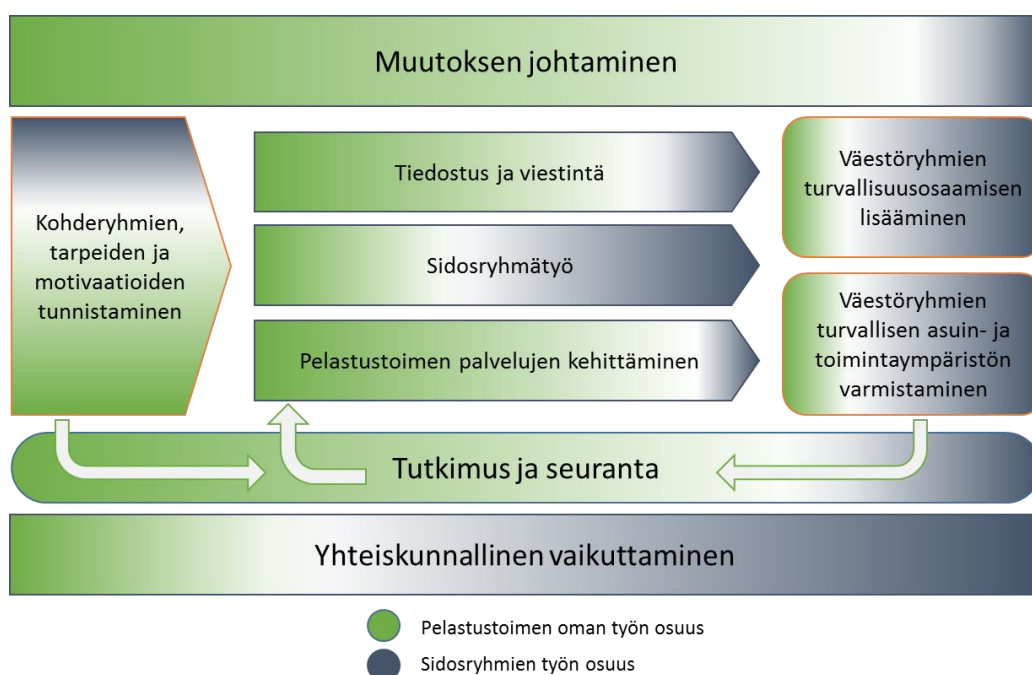 Muutoksen johtaminen
Kohderyhmien,
tarpeiden ja
motivaatioiden
tunnistaminen
Tiedostus ja viestintä
Sidosryhmätyö
Pelastustoimen palvelujen kehittäminen
Väestöryhmien
turvallisuusosaamisen
lisääminen
Väestöryhmien
turvallisen asuin- ja
toimintaympäristön
varmistaminen
Tutkimus ja seuranta
Yhteiskunnallinen vaikuttaminen
Pelastustoimen oman työn osuus
Sidosryhmien työn osuus